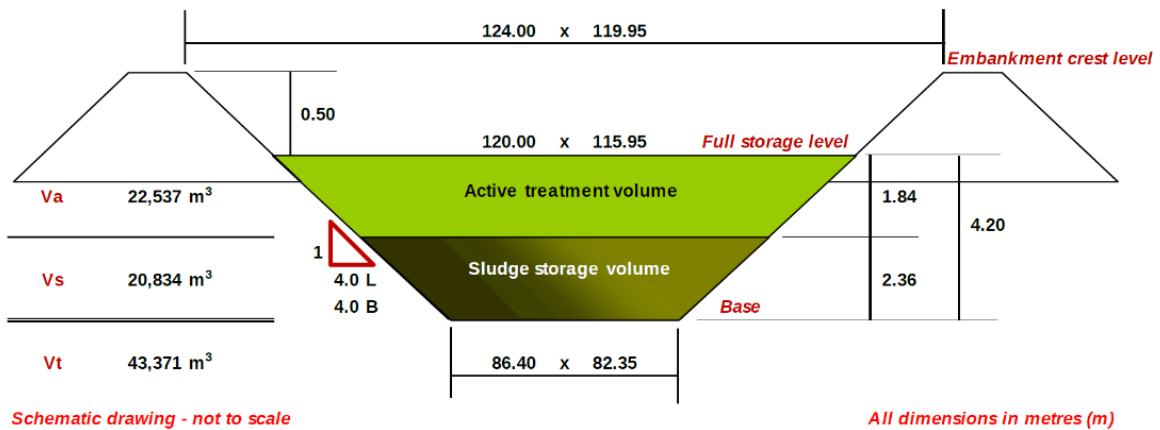 124.00 x 119.95
Embankment crest level
0.50
120.00 x 115.95 Full storage level
Active treatment volume
Va 22,537 m³ 1.84
4.20
1
Sludge storage volume
Vs 20,834 m³ 4.0 L 2.36
4.0 B
Base
Vt 43,371 m³ 86.40 x 82.35
Schematic drawing - not to scale All dimensions in metres (m)